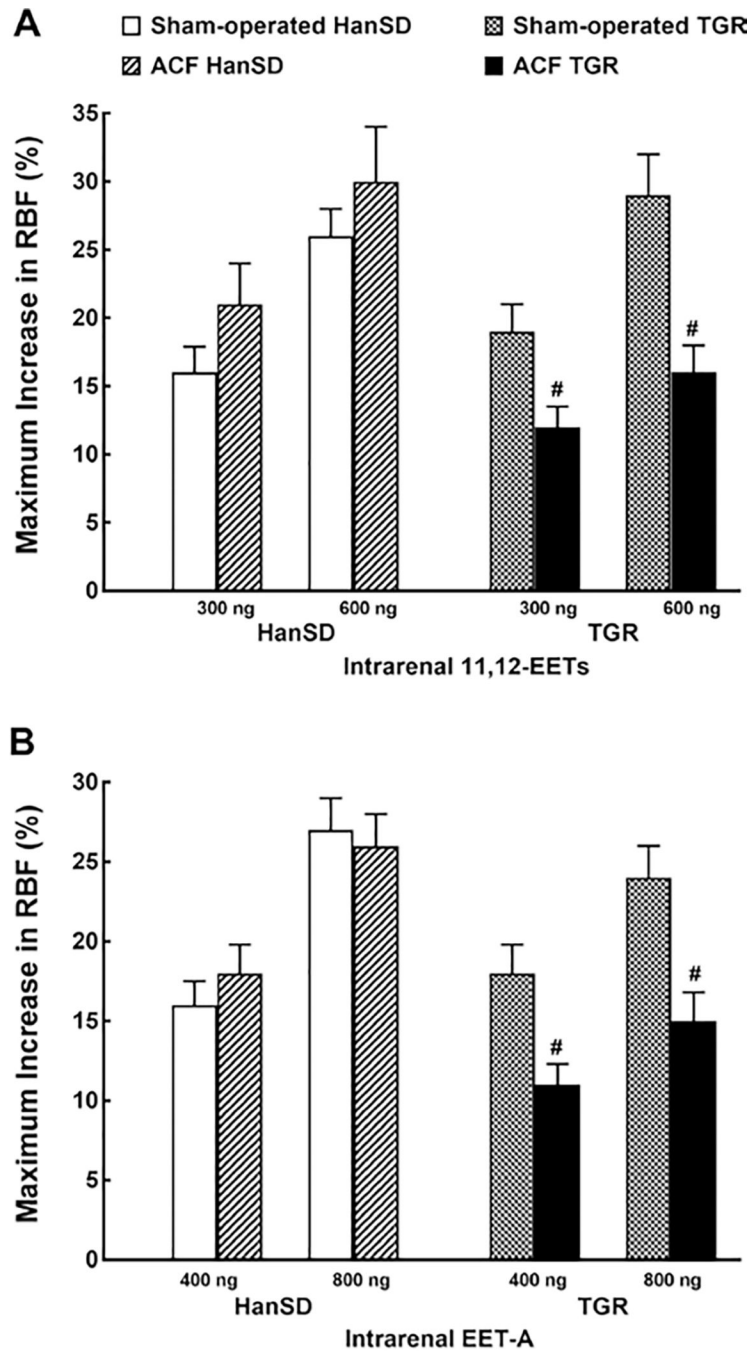 A
Sham-operated HanSD
Sham-operated TGR
ACF HanSD
ACF TGR
Maximum Increase in RBF (%)
35
30
25
20
15
10
5
0
#
#
300 ng 600 ng 300 ng 600 ng
HanSD TGR
Intrarenal 11,12-EETs
B
Maximum Increase in RBF (%)
30
25
20
15
10
5
0
#
#
400 ng 800 ng 400 ng 800 ng
HanSD TGR
Intrarenal EET-A